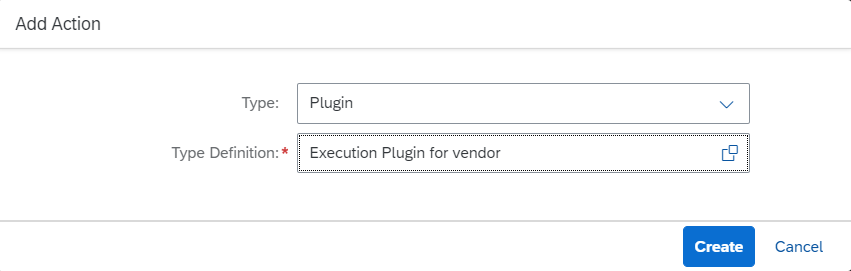 Add Action
Type: Plugin
Type Definition:* Execution Plugin for vendor
Create Cancel